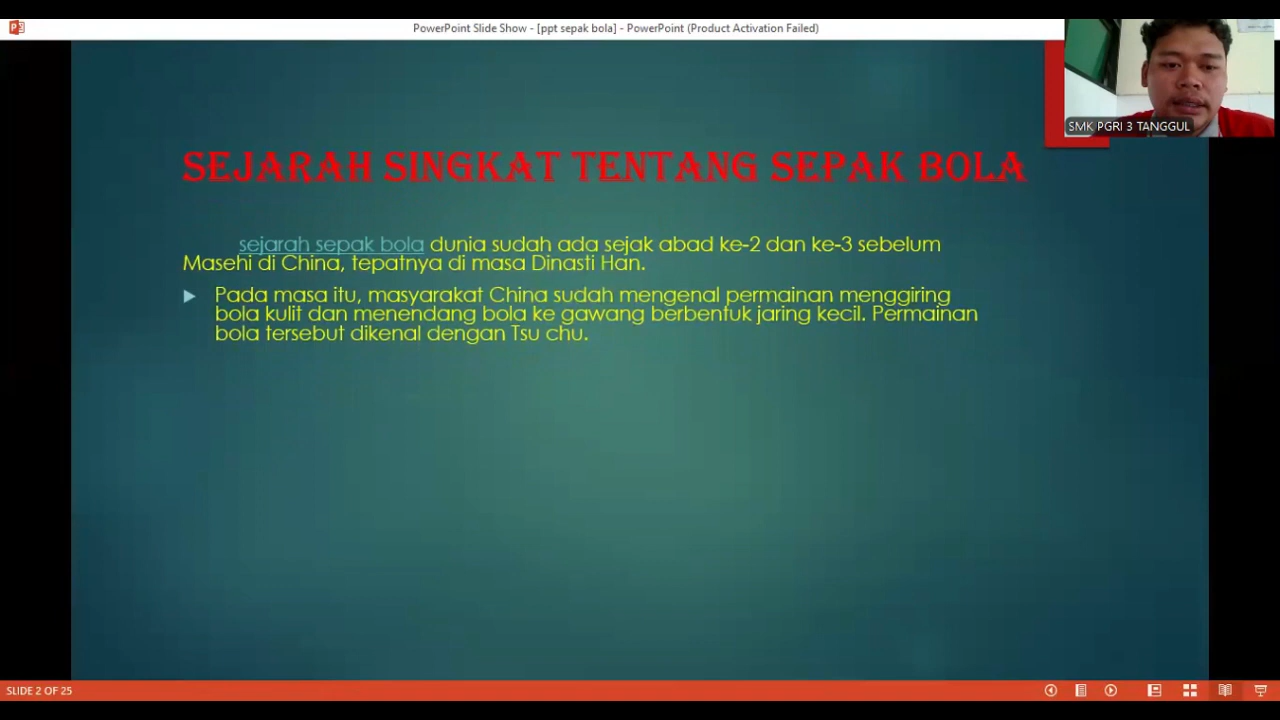 PowerPoint Slide Show - [ppt sepak bola] - PowerPoint (Product Activation Failed)
SMK PGRI 3 TANGGUL
SEJARAH SINGKAT TENTANG SEPAK BOLA
sejarah sepak bola dunia sudah ada sejak abad ke-2 dan ke-3 sebelum
Masehi di China, tepatnya di masa Dinasti Han.
Pada masa itu, masyarakat China sudah mengenal permainan menggiring
bola kulit dan menendang bola ke gawang berbentuk jaring kecil. Permainan
bola tersebut dikenal dengan Tsu chu.
SLIDE 2 OF 25